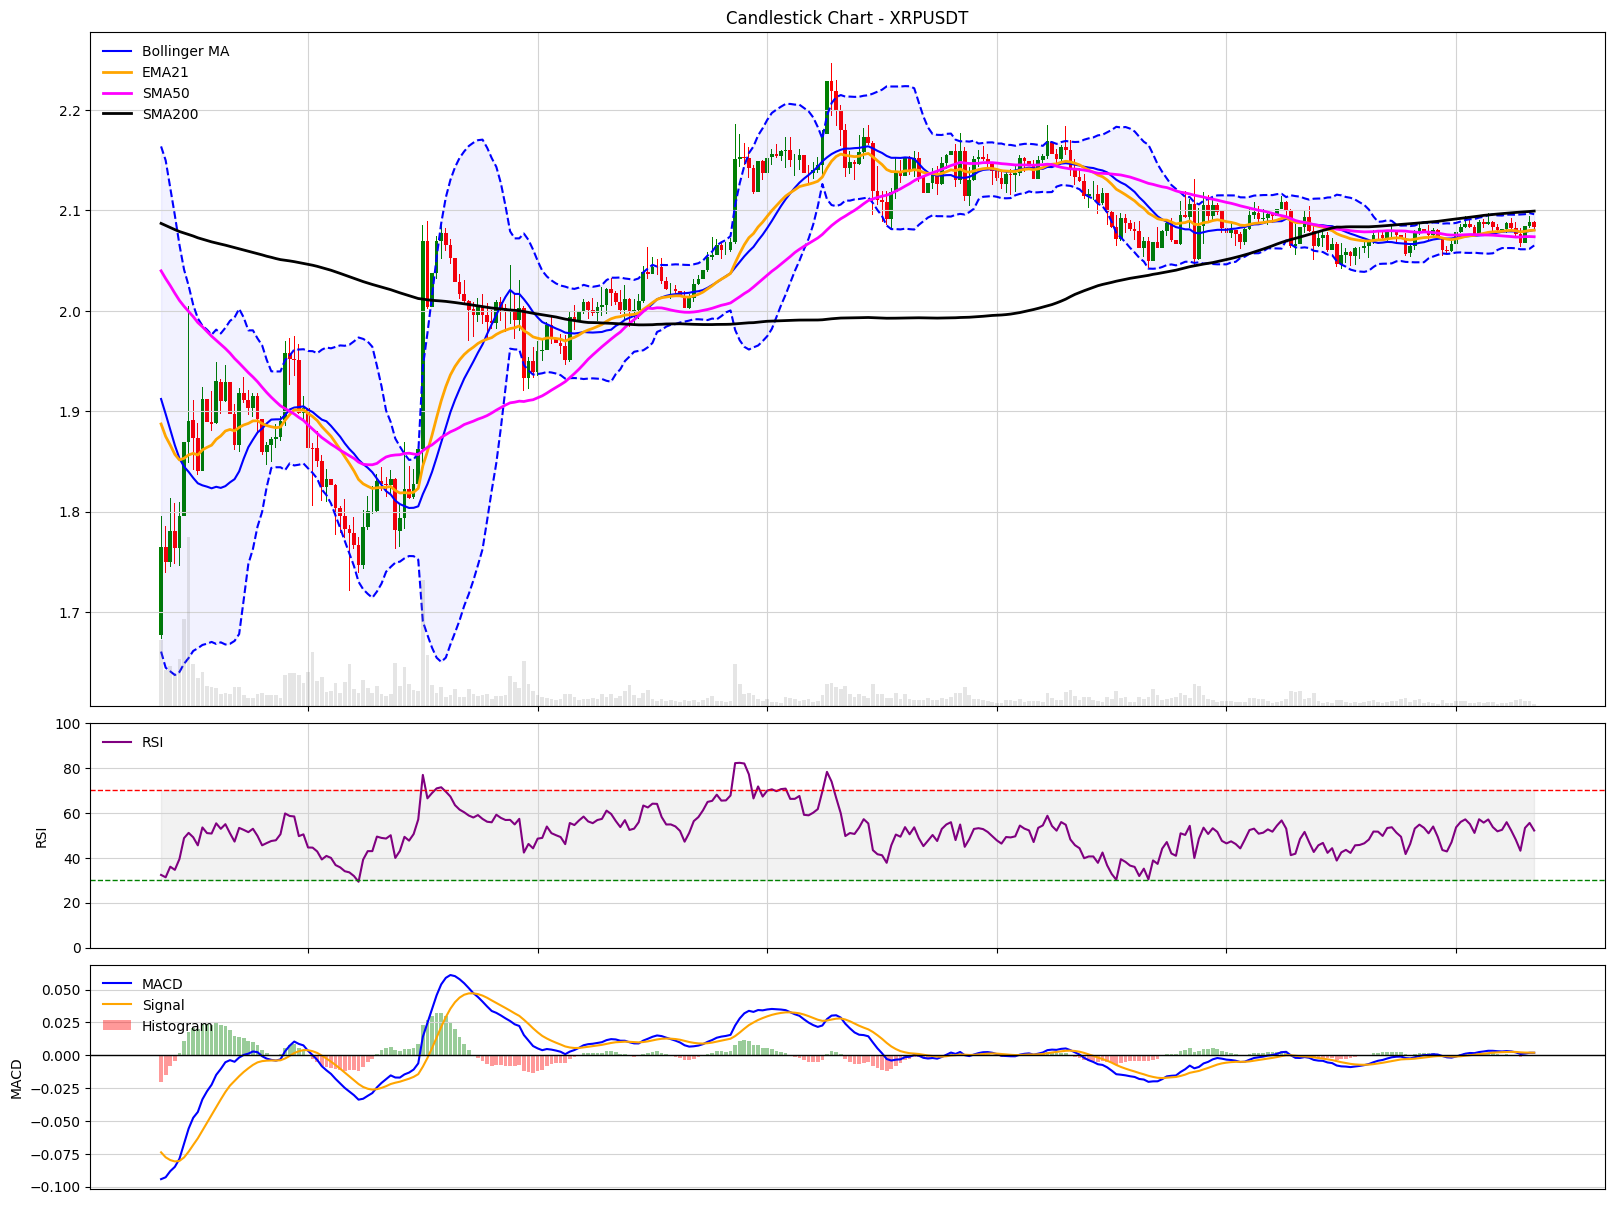 Candlestick Chart - XRPUSDT
Bollinger MA
EMA21
SMA50
SMA200
2.2
2.1
2.0
1.9
1.8
1.7
100
80
60
40
20
0
RSI
RSI
0.050
0.025
0.000
−0.025
−0.050
−0.075
−0.100
MACD
MACD
Signal
Histogram